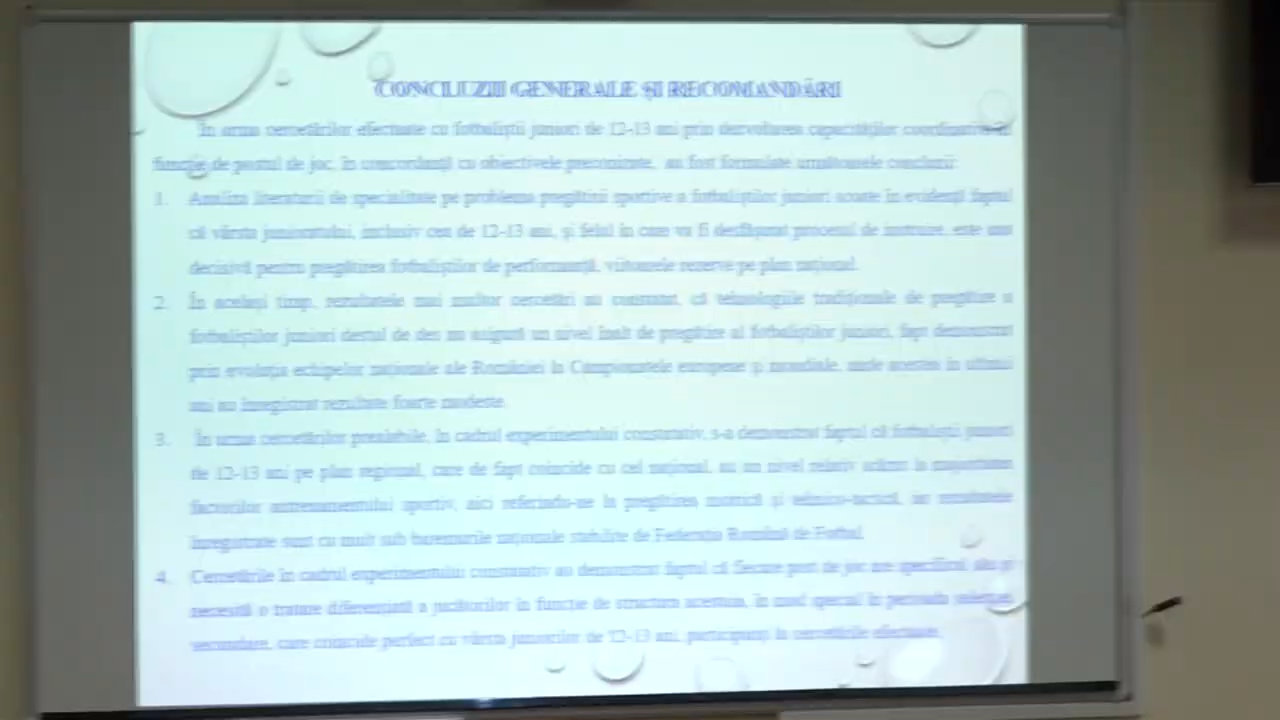 CONCLUZII GENERALE ȘI RECOMANDĂRI
În urma cercetărilor efectuate cu fotbaliștii juniori de 12-13 ani prin dezvoltarea capacităților coordinative în
funcție de postul de joc, în concordanță cu obiectivele preconizate, au fost formulate următoarele concluzii:
1. Analiza literaturii de specialitate pe problema pregătirii sportive a fotbaliștilor juniori scoate în evidență faptul
că vârsta junioratului, inclusiv cea de 12-13 ani, și felul în care va fi desfășurat procesul de instruire, este una
decisivă pentru pregătirea fotbaliștilor de performanță, viitoarele rezerve pe plan național.
2. În același timp, rezultatele mai multor cercetări au constatat, că tehnologiile tradiționale de pregătire a
fotbaliștilor juniori destul de des nu asigură un nivel înalt de pregătire al fotbaliștilor juniori, fapt demonstrat
prin evoluția echipelor naționale ale României la Campionatele europene și mondiale, unde acestea în ultimii
ani au înregistrat rezultate foarte modeste.
3. În urma cercetărilor prealabile, în cadrul experimentului constatativ, s-a demonstrat faptul că fotbaliștii juniori
de 12-13 ani pe plan regional, care de fapt coincide cu cel național, au un nivel relativ scăzut la majoritatea
factorilor antrenamentului sportiv, aici referindu-ne la pregătirea motrică și tehnico-tactică, iar rezultatele
înregistrate sunt cu mult sub baremurile naționale stabilite de Federația Română de Fotbal.
4. Cercetările în cadrul experimentului constatativ au demonstrat faptul că fiecare post de joc are specificul său și
necesită o tratare diferențiată a jucătorilor în funcție de structura acestora, în mod special în perioada selecției
secundare, care coincide perfect cu vârsta juniorilor de 12-13 ani, participanți la cercetările efectuate.